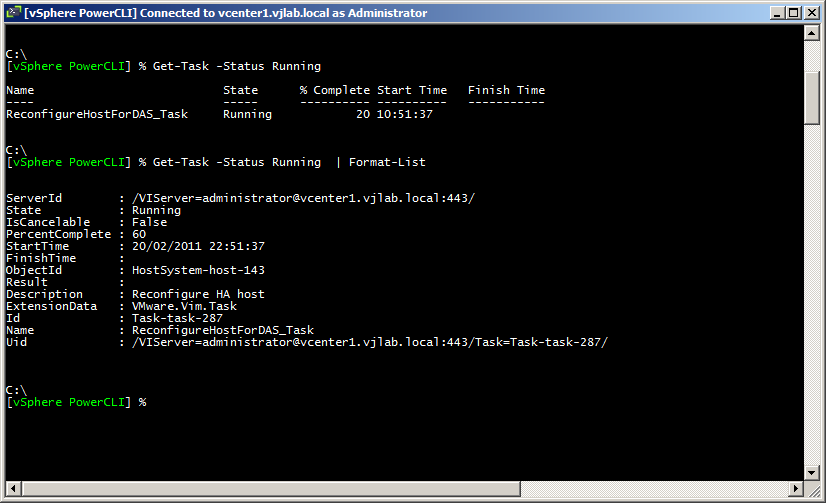 [vSphere PowerCLI] Connected to vcenter1.vjlab.local as Administrator
C:\
[vSphere PowerCLI] % Get-Task -Status Running
Name State % Complete Start Time Finish Time
---- ----- ---------- ---------- -----------
ReconfigureHostForDAS_Task Running 20 10:51:37
C:\
[vSphere PowerCLI] % Get-Task -Status Running | Format-List
ServerId : /VIServer=administrator@vcenter1.vjlab.local:443/
State : Running
IsCancelable : False
PercentComplete : 60
StartTime : 20/02/2011 22:51:37
FinishTime :
ObjectId : HostSystem-host-143
Result :
Description : Reconfigure HA host
ExtensionData : VMware.Vim.Task
Id : Task-task-287
Name : ReconfigureHostForDAS_Task
Uid : /VIServer=administrator@vcenter1.vjlab.local:443/Task=Task-task-287/
C:\
[vSphere PowerCLI] %